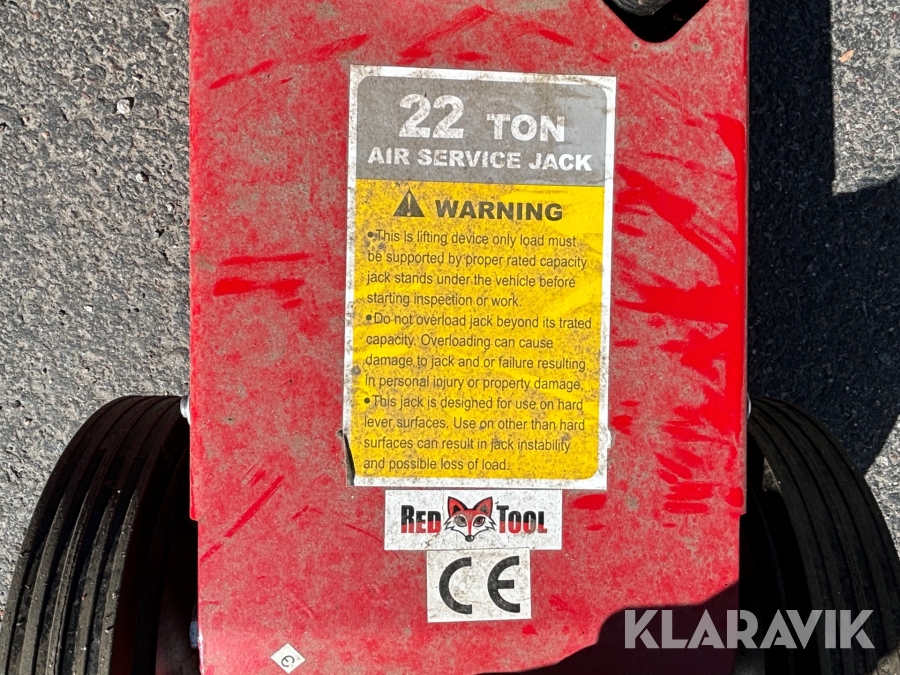 22 TON
AIR SERVICE JACK
WARNING
•This is lifting device only load must
be supported by proper rated capacity
jack stands under the vehicle before
starting inspection or work.
•Do not overload jack beyond its trated
capacity. Overloading can cause
damage to jack and or failure resulting
in personal injury or property damage.
•This jack is designed for use on hard
lever surfaces. Use on other than hard
surfaces can result in jack instability
and possible loss of load.
RED TOOL
CE
3
KLARAVIK